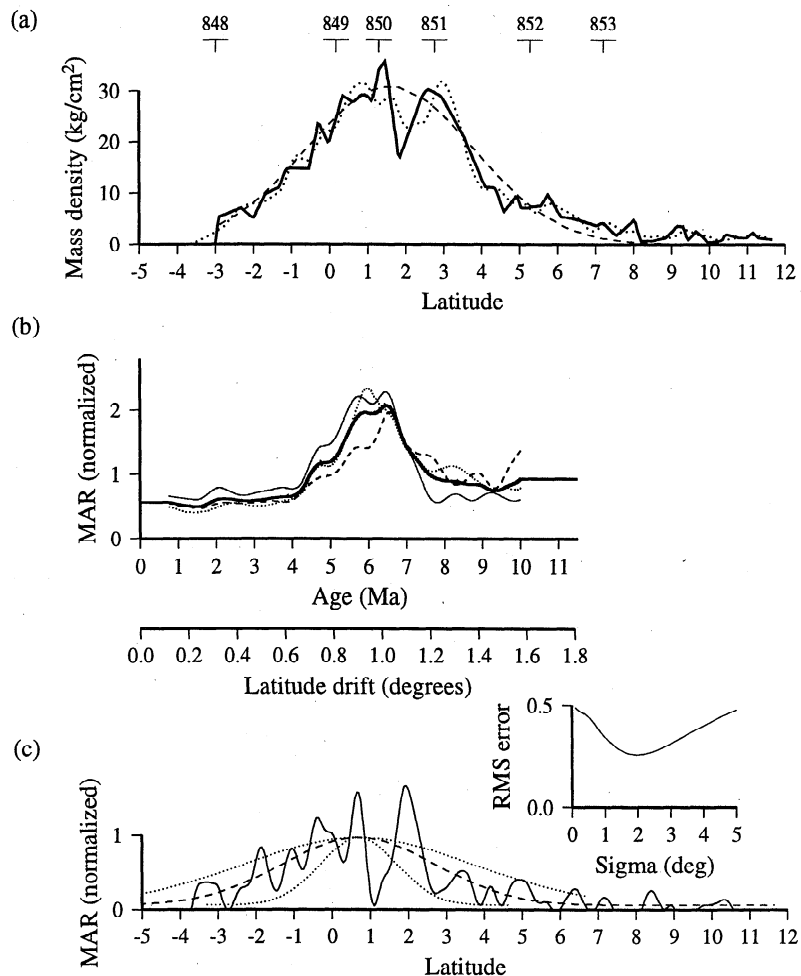 (a)
848 849 850 851 852 853
Mass density (kg/cm²)
30
20
10
0
-5 -4 -3 -2 -1 0 1 2 3 4 5 6 7 8 9 10 11 12
Latitude
(b)
MAR (normalized)
2
1
0
0 1 2 3 4 5 6 7 8 9 10 11
Age (Ma)
0.0 0.2 0.4 0.6 0.8 1.0 1.2 1.4 1.6 1.8
Latitude drift (degrees)
RMS error
0.5
0.0
0 1 2 3 4 5
Sigma (deg)
(c)
MAR (normalized)
1
0
-5 -4 -3 -2 -1 0 1 2 3 4 5 6 7 8 9 10 11 12
Latitude